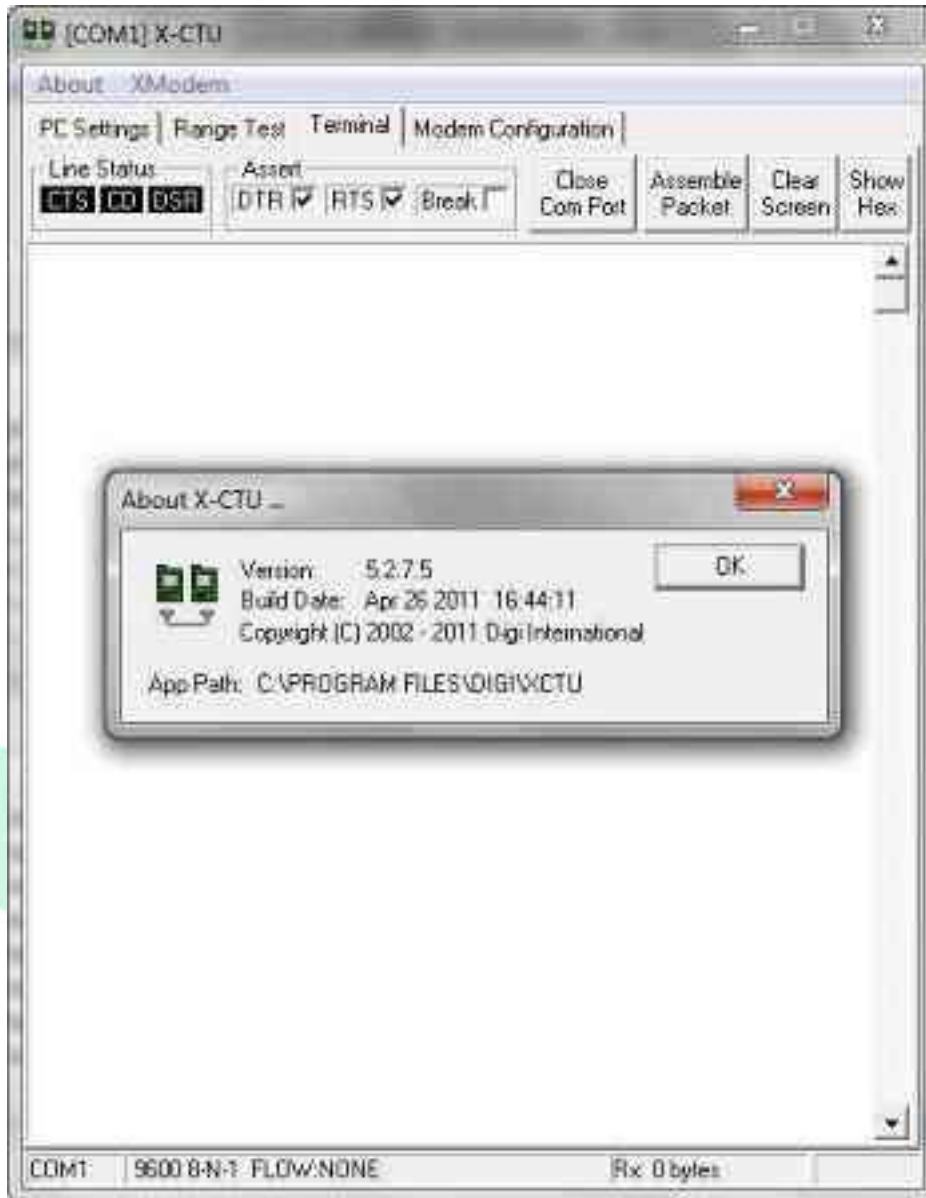 [COM1] X-CTU
About XModem
PC Settings Range Test Terminal Modem Configuration
Line Status
CTS CD DSR
Assert
DTR RTS Break
Close Com Port
Assemble Packet
Clear Screen
Show Hex
About X-CTU ...
OK
Version: 5.2.7.5
Build Date: Apr 26 2011 16:44:11
Copyright (C) 2002 - 2011 Digi International
App Path: C:\PROGRAM FILES\DIGI\XCTU
COM1 9600 8-N-1 FLOW:NONE Rx: 0 bytes